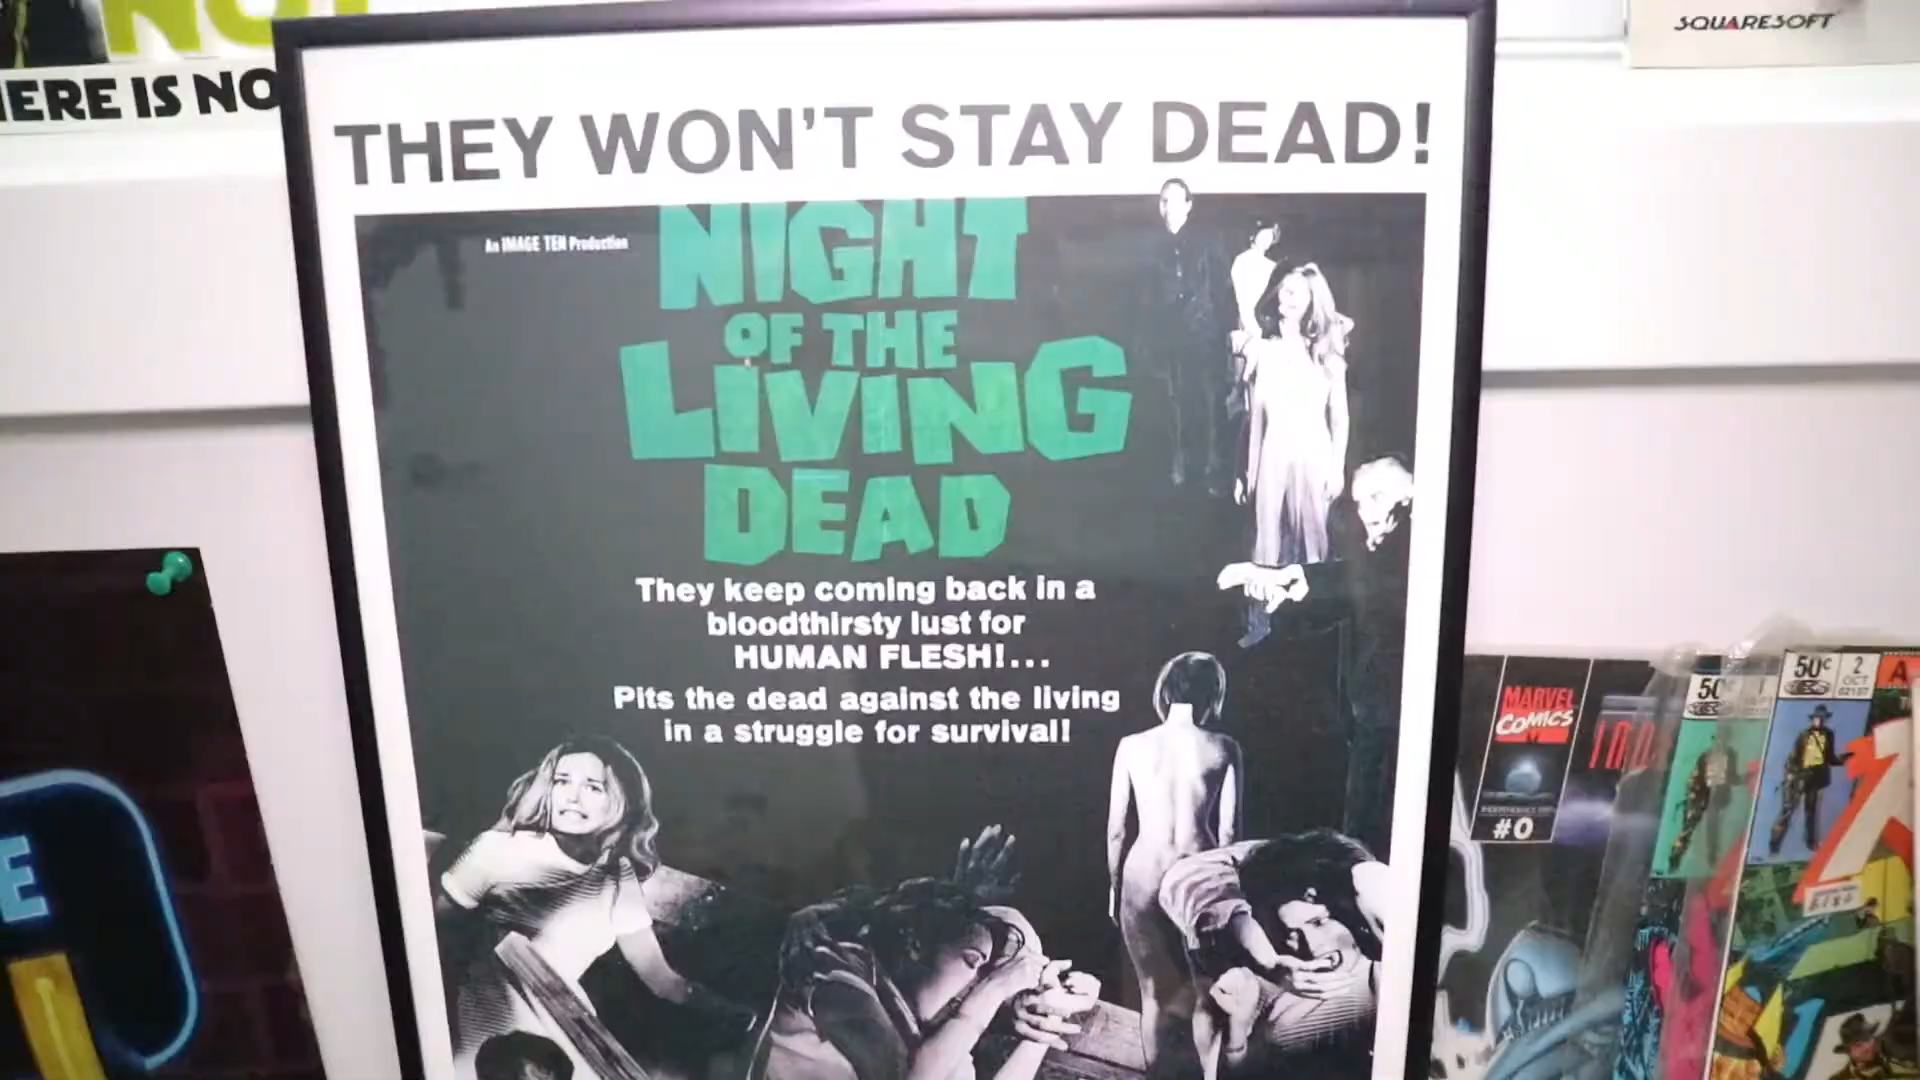 HERE IS NO
SQUARESOFT
THEY WON'T STAY DEAD!
An IMAGE TEN Production
NIGHT
OF THE
LIVING
DEAD
They keep coming back in a
bloodthirsty lust for
HUMAN FLESH!...
Pits the dead against the living
in a struggle for survival!
E
MARVEL
COMICS
#0
50¢
50¢
2
OCT
A